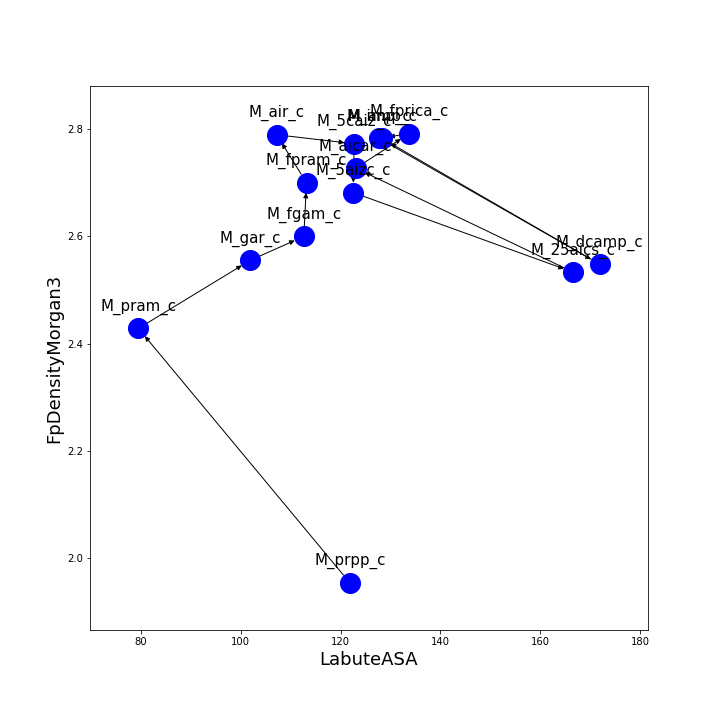 M_air_c
M_fprica_c
M_5caiz_c
M_aicar_c
M_fpram_c
M_5aizc_c
M_fgam_c
M_gar_c
M_dcamp_c
M_25aics_c
M_pram_c
M_prpp_c
2.8
2.6
2.4
2.2
2.0
80
100
120
140
160
180
LabuteASA
FpDensityMorgan3